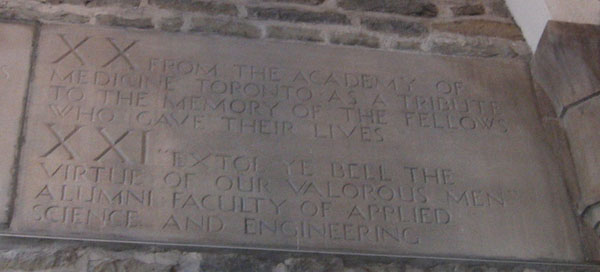 XX FROM THE ACADEMY OF
MEDICINE TORONTO AS A TRIBUTE
TO THE MEMORY OF THE FELLOWS
WHO GAVE THEIR LIVES
XXI "EXTOL YE BELL THE
VIRTUE OF OUR VALOROUS MEN"
ALUMNI FACULTY OF APPLIED
SCIENCE AND ENGINEERING